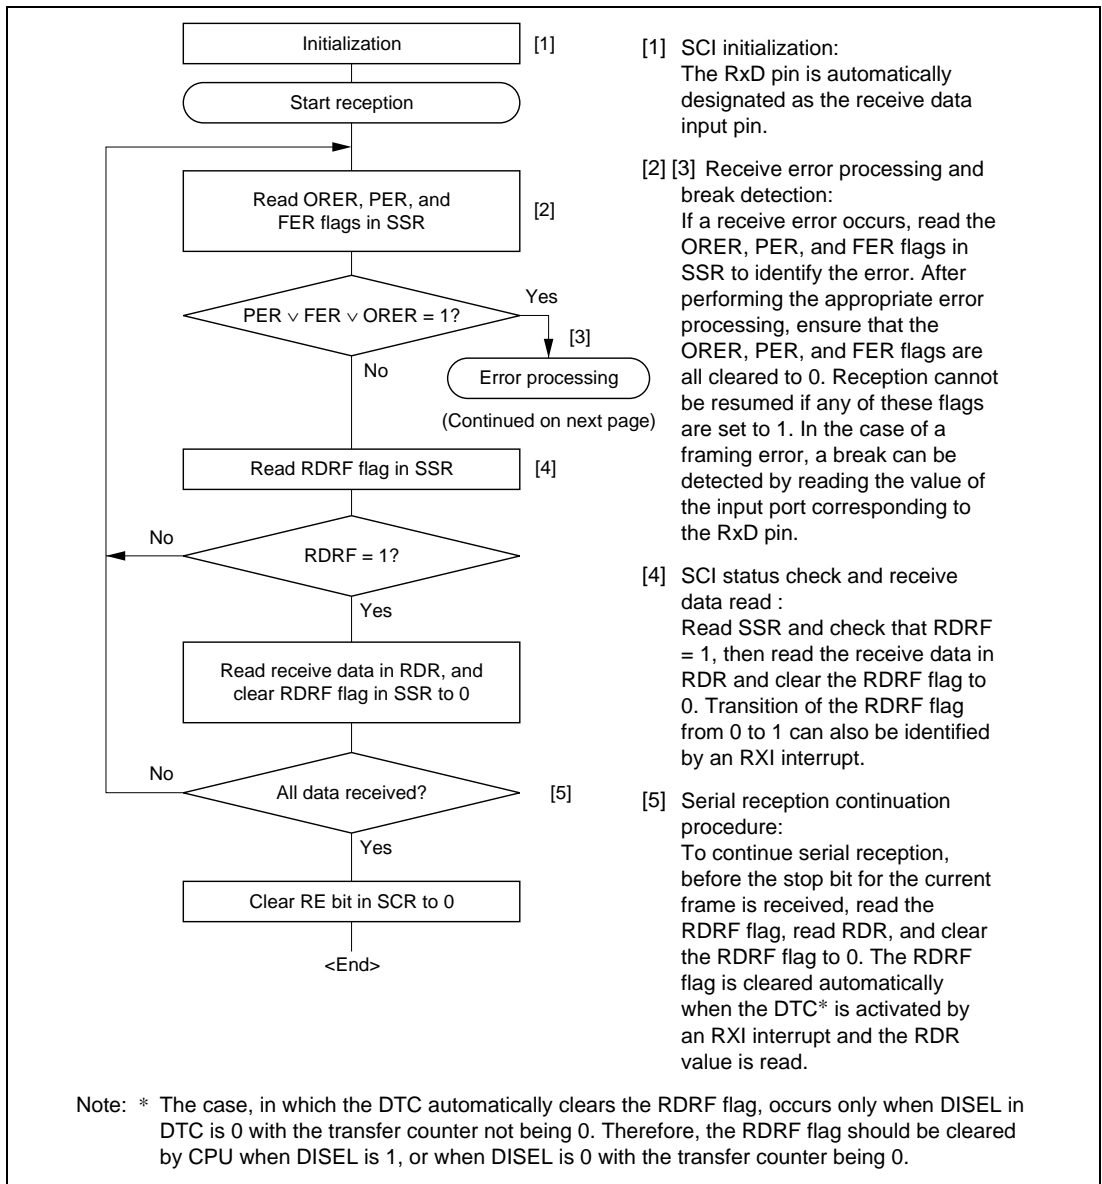 Initialization
[1]
Start reception
Read ORER, PER, and
FER flags in SSR
[2]
PER ∨ FER ∨ ORER = 1?
Yes
[3]
No
Error processing
(Continued on next page)
Read RDRF flag in SSR
[4]
No
RDRF = 1?
Yes
Read receive data in RDR, and
clear RDRF flag in SSR to 0
No
All data received?
[5]
Yes
Clear RE bit in SCR to 0
<End>
[1] SCI initialization:
The RxD pin is automatically
designated as the receive data
input pin.
[2] [3] Receive error processing and
break detection:
If a receive error occurs, read the
ORER, PER, and FER flags in
SSR to identify the error. After
performing the appropriate error
processing, ensure that the
ORER, PER, and FER flags are
all cleared to 0. Reception cannot
be resumed if any of these flags
are set to 1. In the case of a
framing error, a break can be
detected by reading the value of
the input port corresponding to
the RxD pin.
[4] SCI status check and receive
data read :
Read SSR and check that RDRF
= 1, then read the receive data in
RDR and clear the RDRF flag to
0. Transition of the RDRF flag
from 0 to 1 can also be identified
by an RXI interrupt.
[5] Serial reception continuation
procedure:
To continue serial reception,
before the stop bit for the current
frame is received, read the
RDRF flag, read RDR, and clear
the RDRF flag to 0. The RDRF
flag is cleared automatically
when the DTC* is activated by
an RXI interrupt and the RDR
value is read.
Note: * The case, in which the DTC automatically clears the RDRF flag, occurs only when DISEL in
DTC is 0 with the transfer counter not being 0. Therefore, the RDRF flag should be cleared
by CPU when DISEL is 1, or when DISEL is 0 with the transfer counter being 0.